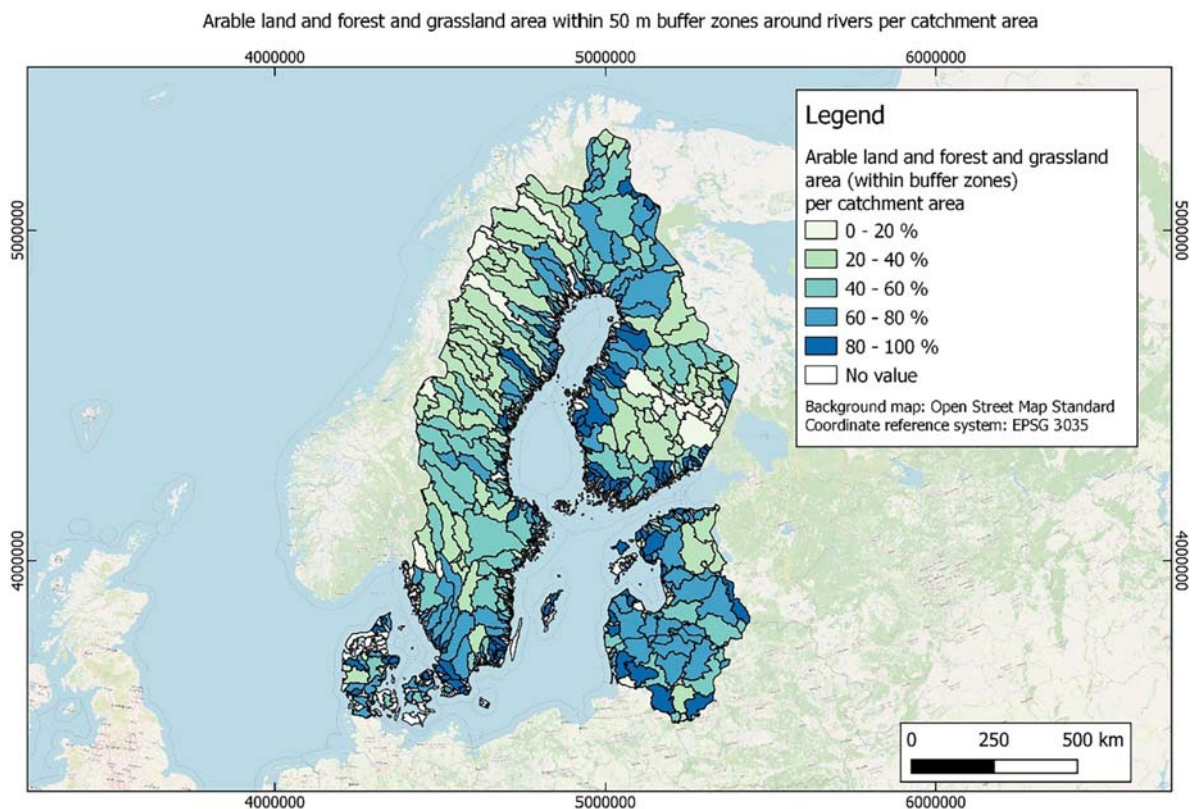 Arable land and forest and grassland area within 50 m buffer zones around rivers per catchment area
4000000 5000000 6000000
5000000 5000000
4000000 4000000
Legend
Arable land and forest and grassland
area (within buffer zones)
per catchment area
0 - 20 %
20 - 40 %
40 - 60 %
60 - 80 %
80 - 100 %
No value
Background map: Open Street Map Standard
Coordinate reference system: EPSG 3035
0 250 500 km
4000000 5000000 6000000